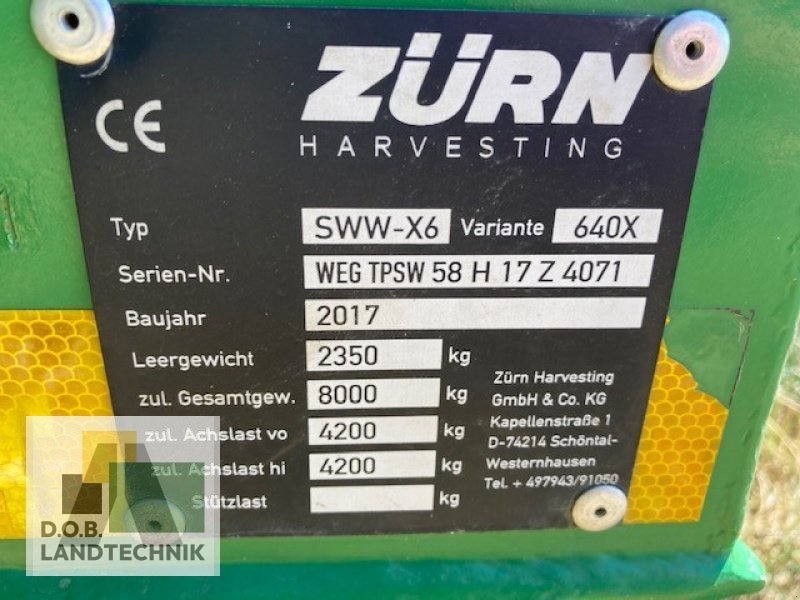 ZÜRN
HARVESTING
CE
Typ SWW-X6 Variante 640X
Serien-Nr. WEG TPSW 58 H 17 Z 4071
Baujahr 2017
Leergewicht 2350 kg
zul. Gesamtgew. 8000 kg
zul. Achslast vo 4200 kg
zul. Achslast hi 4200 kg
Stützlast kg
Zürn Harvesting
GmbH & Co. KG
Kapellenstraße 1
D-74214 Schöntal-
Westernhausen
Tel. + 497943/91050
D.O.B.
LANDTECHNIK